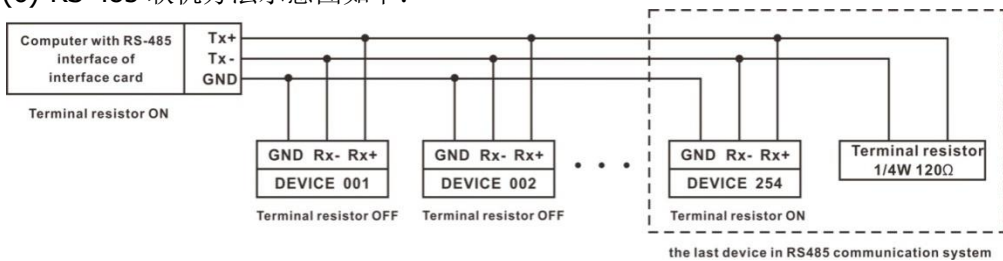 (6) RS-485 联机方法示意图如下:
Computer with RS-485
interface of
interface card
Tx+
Tx-
GND
Terminal resistor ON
GND Rx- Rx+
DEVICE 001
Terminal resistor OFF
GND Rx- Rx+
DEVICE 002
Terminal resistor OFF
• • •
GND Rx- Rx+
DEVICE 254
Terminal resistor ON
Terminal resistor
1/4W 120Ω
the last device in RS485 communication system